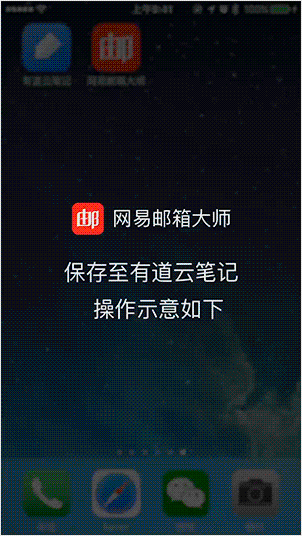 上午9:41 100%
有道云笔记 网易邮箱大师
邮 网易邮箱大师
保存至有道云笔记
操作示意如下